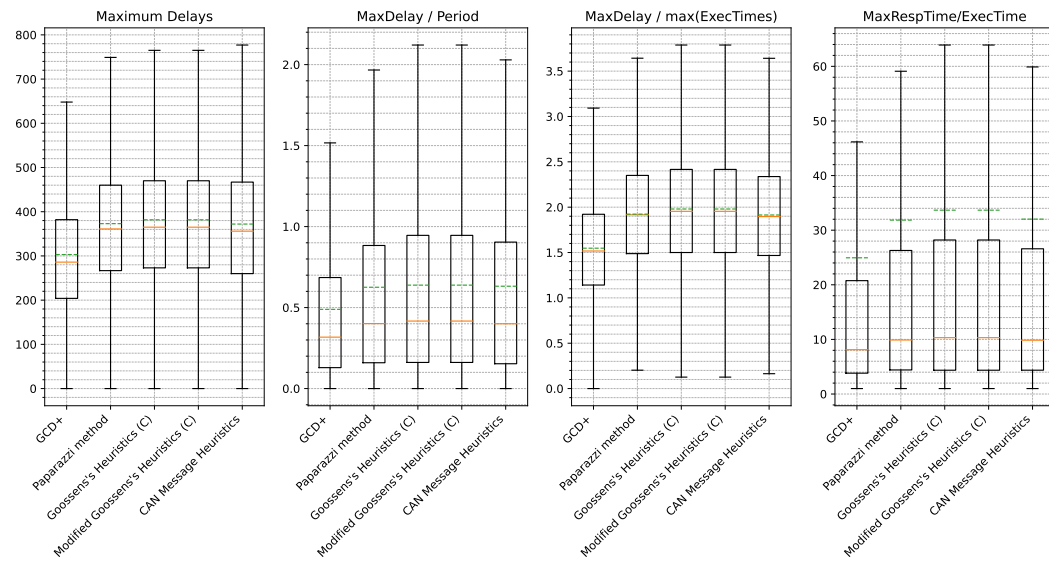 Maximum Delays
800
700
600
500
400
300
200
100
0
GCD+
Paparazzi method
Goossens's Heuristics (C)
Modified Goossens's Heuristics (C)
CAN Message Heuristics
MaxDelay / Period
2.0
1.5
1.0
0.5
0.0
GCD+
Paparazzi method
Goossens's Heuristics (C)
Modified Goossens's Heuristics (C)
CAN Message Heuristics
MaxDelay / max(ExecTimes)
3.5
3.0
2.5
2.0
1.5
1.0
0.5
0.0
GCD+
Paparazzi method
Goossens's Heuristics (C)
Modified Goossens's Heuristics (C)
CAN Message Heuristics
MaxRespTime/ExecTime
60
50
40
30
20
10
0
GCD+
Paparazzi method
Goossens's Heuristics (C)
Modified Goossens's Heuristics (C)
CAN Message Heuristics